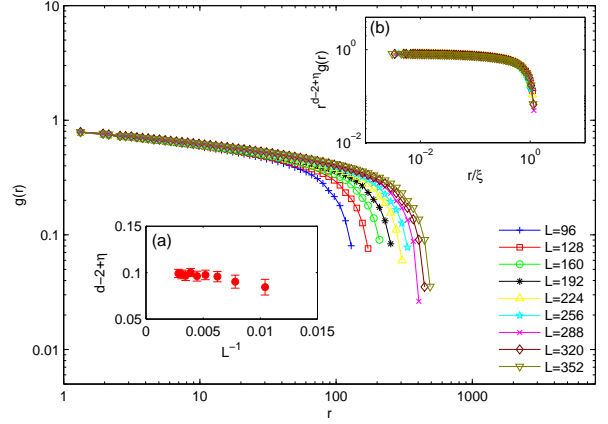 10
(b)
10^0
r^{d-2+η}g(r)
10^{-2}
10^{-2} 10^0
r/ξ
1
g(r)
0.1
0.01
0.15
(a)
d-2+η
0.1
0.05
0 0.005 0.01 0.015
L^{-1}
L=96
L=128
L=160
L=192
L=224
L=256
L=288
L=320
L=352
1 10 100 1000
r